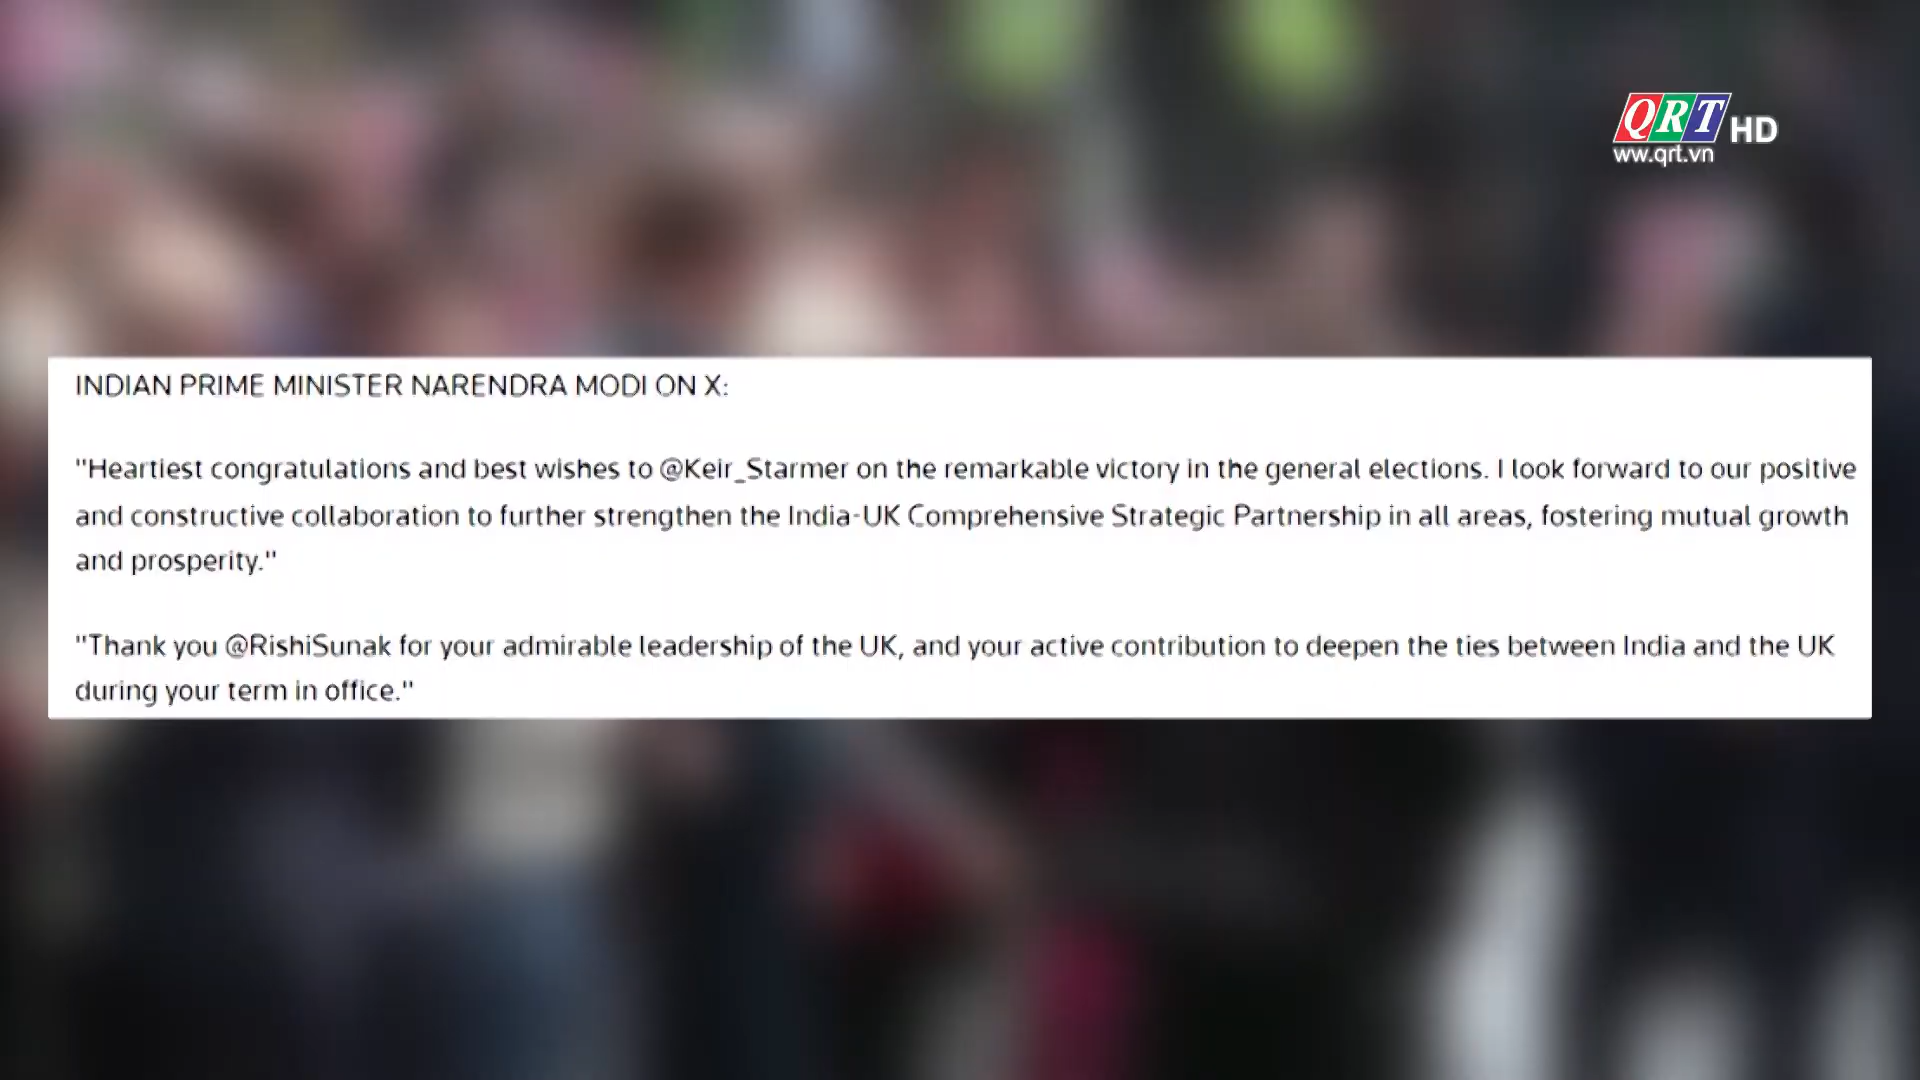 QRT HD
ww.qrt.vn
INDIAN PRIME MINISTER NARENDRA MODI ON X:
"Heartiest congratulations and best wishes to @Keir_Starmer on the remarkable victory in the general elections. I look forward to our positive
and constructive collaboration to further strengthen the India-UK Comprehensive Strategic Partnership in all areas, fostering mutual growth
and prosperity."
"Thank you @RishiSunak for your admirable leadership of the UK, and your active contribution to deepen the ties between India and the UK
during your term in office."